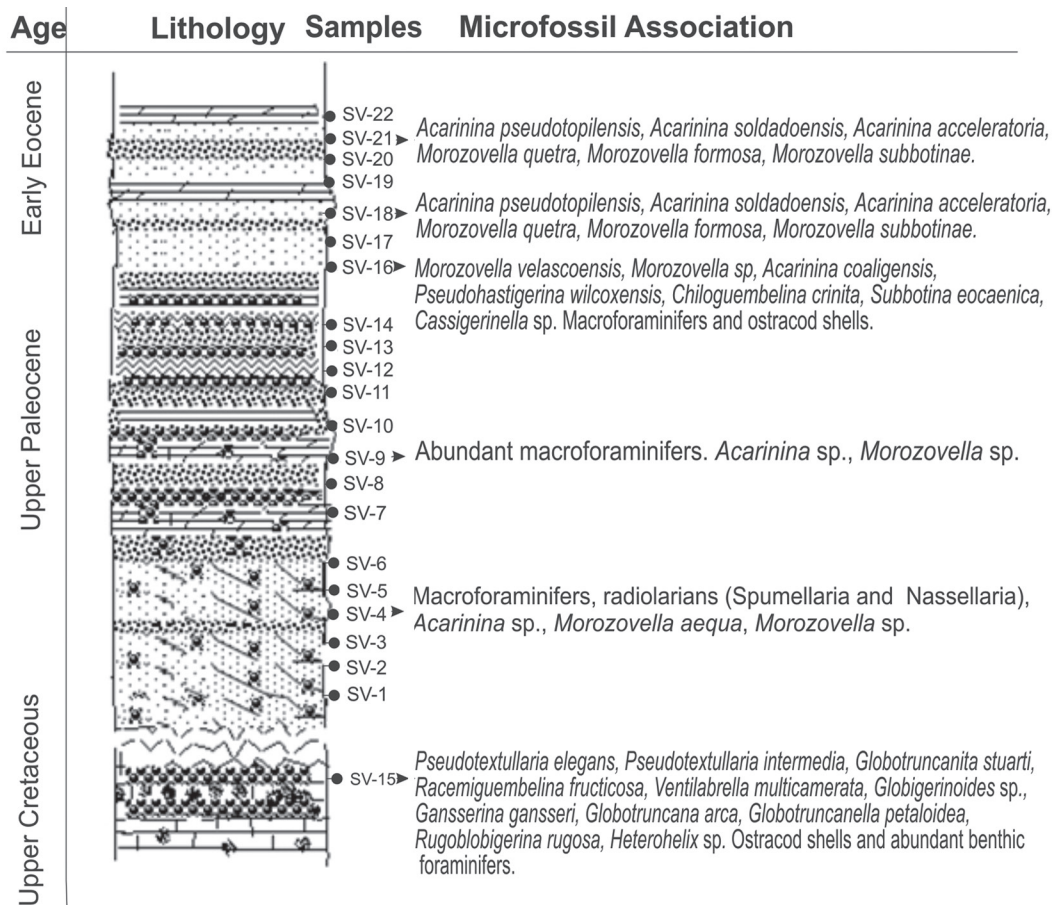 Age Lithology Samples Microfossil Association
Early Eocene
SV-22
SV-21
Acarinina pseudotopilensis, Acarinina soldadoensis, Acarinina acceleratoria,
Morozovella quetra, Morozovella formosa, Morozovella subbotinae.
SV-20
SV-19
SV-18
Acarinina pseudotopilensis, Acarinina soldadoensis, Acarinina acceleratoria,
Morozovella quetra, Morozovella formosa, Morozovella subbotinae.
SV-17
SV-16
Morozovella velascoensis, Morozovella sp, Acarinina coaligensis,
Pseudohastigerina wilcoxensis, Chiloguembelina crinita, Subbotina eocaenica,
Cassigerinella sp. Macroforaminifers and ostracod shells.
Upper Paleocene
SV-14
SV-13
SV-12
SV-11
SV-10
SV-9
Abundant macroforaminifers. Acarinina sp., Morozovella sp.
SV-8
SV-7
SV-6
SV-5
SV-4
Macroforaminifers, radiolarians (Spumellaria and Nassellaria),
Acarinina sp., Morozovella aequa, Morozovella sp.
SV-3
SV-2
SV-1
Upper Cretaceous
SV-15
Pseudotextullaria elegans, Pseudotextullaria intermedia, Globotruncanita stuarti,
Racemiguembelina fructicosa, Ventilabrella multicamerata, Globigerinoides sp.,
Gansserina gansseri, Globotruncana arca, Globotruncanella petaloidea,
Rugoblobigerina rugosa, Heterohelix sp. Ostracod shells and abundant benthic
foraminifers.